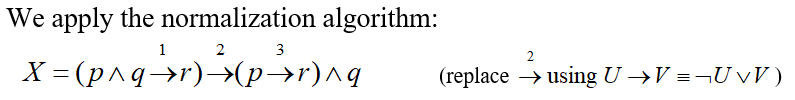 We apply the normalization algorithm:
1 2 3 2
X = (p ∧ q → r) → (p → r) ∧ q (replace → using U → V ≡ ¬U ∨ V )